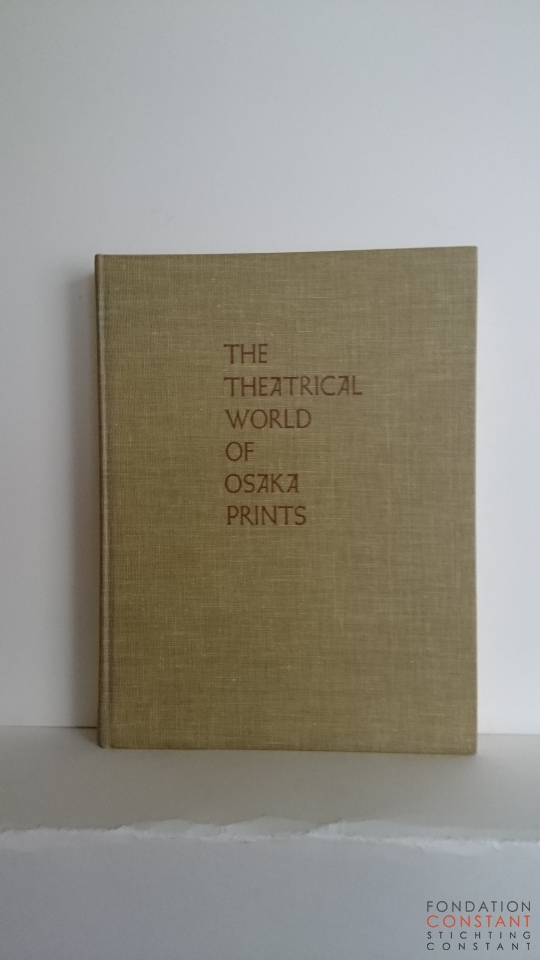 THE
THEATRICAL
WORLD
OF
OSAKA
PRINTS
FONDATION
CONSTANT
STICHTING
CONSTANT